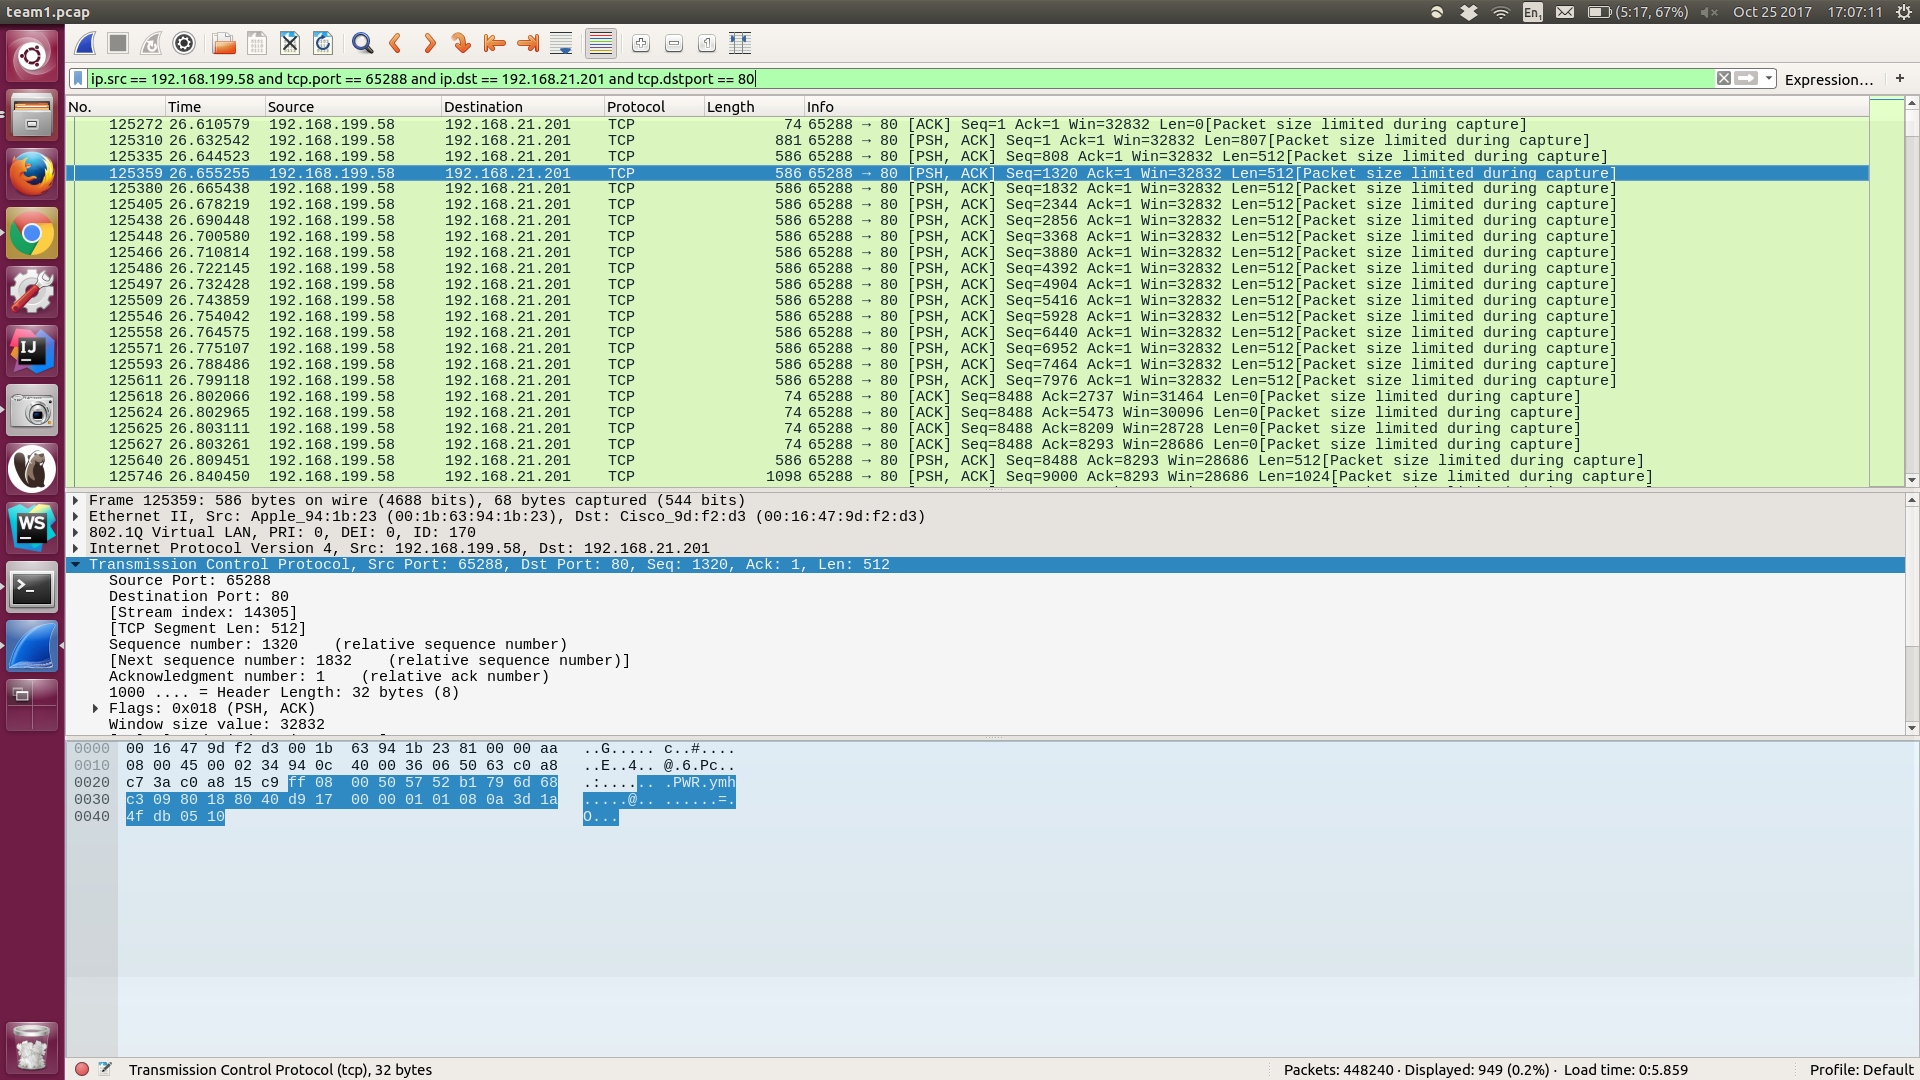 team1.pcap
En1 (5:17, 67%) Oct 25 2017 17:07:11
ip.src == 192.168.199.58 and tcp.port == 65288 and ip.dst == 192.168.21.201 and tcp.dstport == 80 Expression… +
No. Time Source Destination Protocol Length Info
125272 26.610579 192.168.199.58 192.168.21.201 TCP 74 65288 → 80 [ACK] Seq=1 Ack=1 Win=32832 Len=0[Packet size limited during capture]
125310 26.632542 192.168.199.58 192.168.21.201 TCP 881 65288 → 80 [PSH, ACK] Seq=1 Ack=1 Win=32832 Len=807[Packet size limited during capture]
125335 26.644523 192.168.199.58 192.168.21.201 TCP 586 65288 → 80 [PSH, ACK] Seq=808 Ack=1 Win=32832 Len=512[Packet size limited during capture]
125359 26.655255 192.168.199.58 192.168.21.201 TCP 586 65288 → 80 [PSH, ACK] Seq=1320 Ack=1 Win=32832 Len=512[Packet size limited during capture]
125380 26.665438 192.168.199.58 192.168.21.201 TCP 586 65288 → 80 [PSH, ACK] Seq=1832 Ack=1 Win=32832 Len=512[Packet size limited during capture]
125405 26.678219 192.168.199.58 192.168.21.201 TCP 586 65288 → 80 [PSH, ACK] Seq=2344 Ack=1 Win=32832 Len=512[Packet size limited during capture]
125438 26.690448 192.168.199.58 192.168.21.201 TCP 586 65288 → 80 [PSH, ACK] Seq=2856 Ack=1 Win=32832 Len=512[Packet size limited during capture]
125448 26.700580 192.168.199.58 192.168.21.201 TCP 586 65288 → 80 [PSH, ACK] Seq=3368 Ack=1 Win=32832 Len=512[Packet size limited during capture]
125466 26.710814 192.168.199.58 192.168.21.201 TCP 586 65288 → 80 [PSH, ACK] Seq=3880 Ack=1 Win=32832 Len=512[Packet size limited during capture]
125486 26.722145 192.168.199.58 192.168.21.201 TCP 586 65288 → 80 [PSH, ACK] Seq=4392 Ack=1 Win=32832 Len=512[Packet size limited during capture]
125497 26.732428 192.168.199.58 192.168.21.201 TCP 586 65288 → 80 [PSH, ACK] Seq=4904 Ack=1 Win=32832 Len=512[Packet size limited during capture]
125509 26.743859 192.168.199.58 192.168.21.201 TCP 586 65288 → 80 [PSH, ACK] Seq=5416 Ack=1 Win=32832 Len=512[Packet size limited during capture]
125546 26.754042 192.168.199.58 192.168.21.201 TCP 586 65288 → 80 [PSH, ACK] Seq=5928 Ack=1 Win=32832 Len=512[Packet size limited during capture]
125558 26.764575 192.168.199.58 192.168.21.201 TCP 586 65288 → 80 [PSH, ACK] Seq=6440 Ack=1 Win=32832 Len=512[Packet size limited during capture]
125571 26.775107 192.168.199.58 192.168.21.201 TCP 586 65288 → 80 [PSH, ACK] Seq=6952 Ack=1 Win=32832 Len=512[Packet size limited during capture]
125593 26.788486 192.168.199.58 192.168.21.201 TCP 586 65288 → 80 [PSH, ACK] Seq=7464 Ack=1 Win=32832 Len=512[Packet size limited during capture]
125611 26.799118 192.168.199.58 192.168.21.201 TCP 586 65288 → 80 [PSH, ACK] Seq=7976 Ack=1 Win=32832 Len=512[Packet size limited during capture]
125618 26.802066 192.168.199.58 192.168.21.201 TCP 74 65288 → 80 [ACK] Seq=8488 Ack=2737 Win=31464 Len=0[Packet size limited during capture]
125624 26.802965 192.168.199.58 192.168.21.201 TCP 74 65288 → 80 [ACK] Seq=8488 Ack=5473 Win=30096 Len=0[Packet size limited during capture]
125625 26.803111 192.168.199.58 192.168.21.201 TCP 74 65288 → 80 [ACK] Seq=8488 Ack=8209 Win=28728 Len=0[Packet size limited during capture]
125627 26.803261 192.168.199.58 192.168.21.201 TCP 74 65288 → 80 [ACK] Seq=8488 Ack=8293 Win=28686 Len=0[Packet size limited during capture]
125640 26.809451 192.168.199.58 192.168.21.201 TCP 586 65288 → 80 [PSH, ACK] Seq=8488 Ack=8293 Win=28686 Len=512[Packet size limited during capture]
125746 26.840450 192.168.199.58 192.168.21.201 TCP 1098 65288 → 80 [PSH, ACK] Seq=9000 Ack=8293 Win=28686 Len=1024[Packet size limited during capture]
Frame 125359: 586 bytes on wire (4688 bits), 68 bytes captured (544 bits)
Ethernet II, Src: Apple_94:1b:23 (00:1b:63:94:1b:23), Dst: Cisco_9d:f2:d3 (00:16:47:9d:f2:d3)
802.1Q Virtual LAN, PRI: 0, DEI: 0, ID: 170
Internet Protocol Version 4, Src: 192.168.199.58, Dst: 192.168.21.201
Transmission Control Protocol, Src Port: 65288, Dst Port: 80, Seq: 1320, Ack: 1, Len: 512
Source Port: 65288
Destination Port: 80
[Stream index: 14305]
[TCP Segment Len: 512]
Sequence number: 1320 (relative sequence number)
[Next sequence number: 1832 (relative sequence number)]
Acknowledgment number: 1 (relative ack number)
1000 .... = Header Length: 32 bytes (8)
Flags: 0x018 (PSH, ACK)
Window size value: 32832
0000 00 16 47 9d f2 d3 00 1b 63 94 1b 23 81 00 00 aa ..G..... c..#....
0010 08 00 45 00 02 34 94 0c 40 00 36 06 50 63 c0 a8 ..E..4.. @.6.Pc..
0020 c7 3a c0 a8 15 c9 ff 08 00 50 57 52 b1 79 6d 68 .:...... .PWR.ymh
0030 c3 09 80 18 80 40 d9 17 00 00 01 01 08 0a 3d 1a .....@.. ......=.
0040 4f db 05 10 O...
IJ
WS
Transmission Control Protocol (tcp), 32 bytes Packets: 448240 · Displayed: 949 (0.2%) · Load time: 0:5.859 Profile: Default